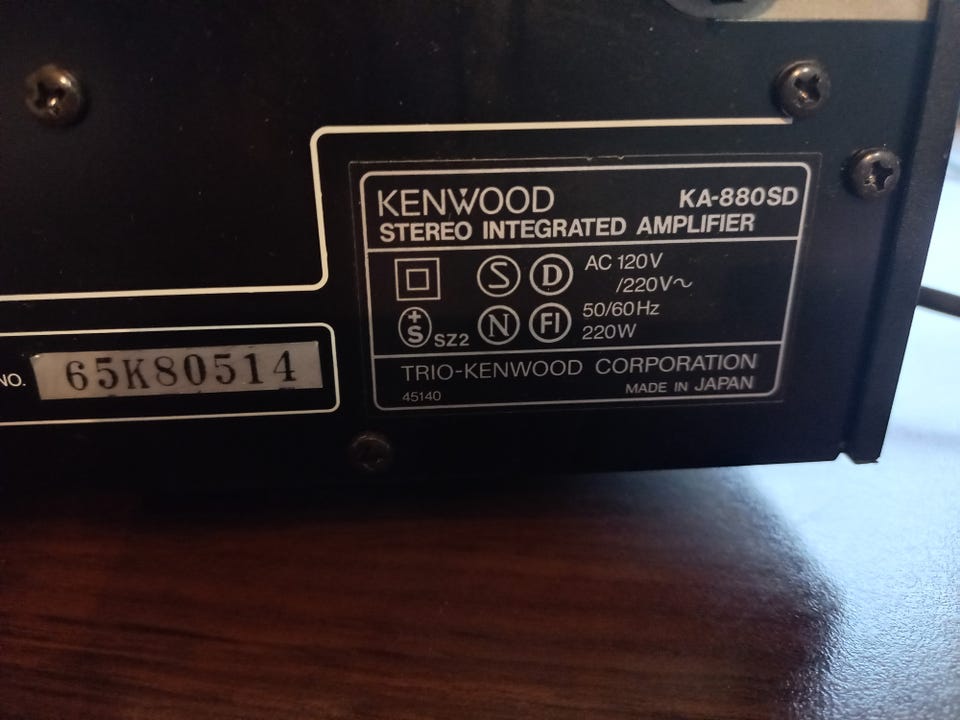 KENWOOD KA-880SD
STEREO INTEGRATED AMPLIFIER
S D AC 120V
/220V~
+S SZ2 N FI 50/60Hz
220W
TRIO-KENWOOD CORPORATION
45140 MADE IN JAPAN
NO. 65K80514